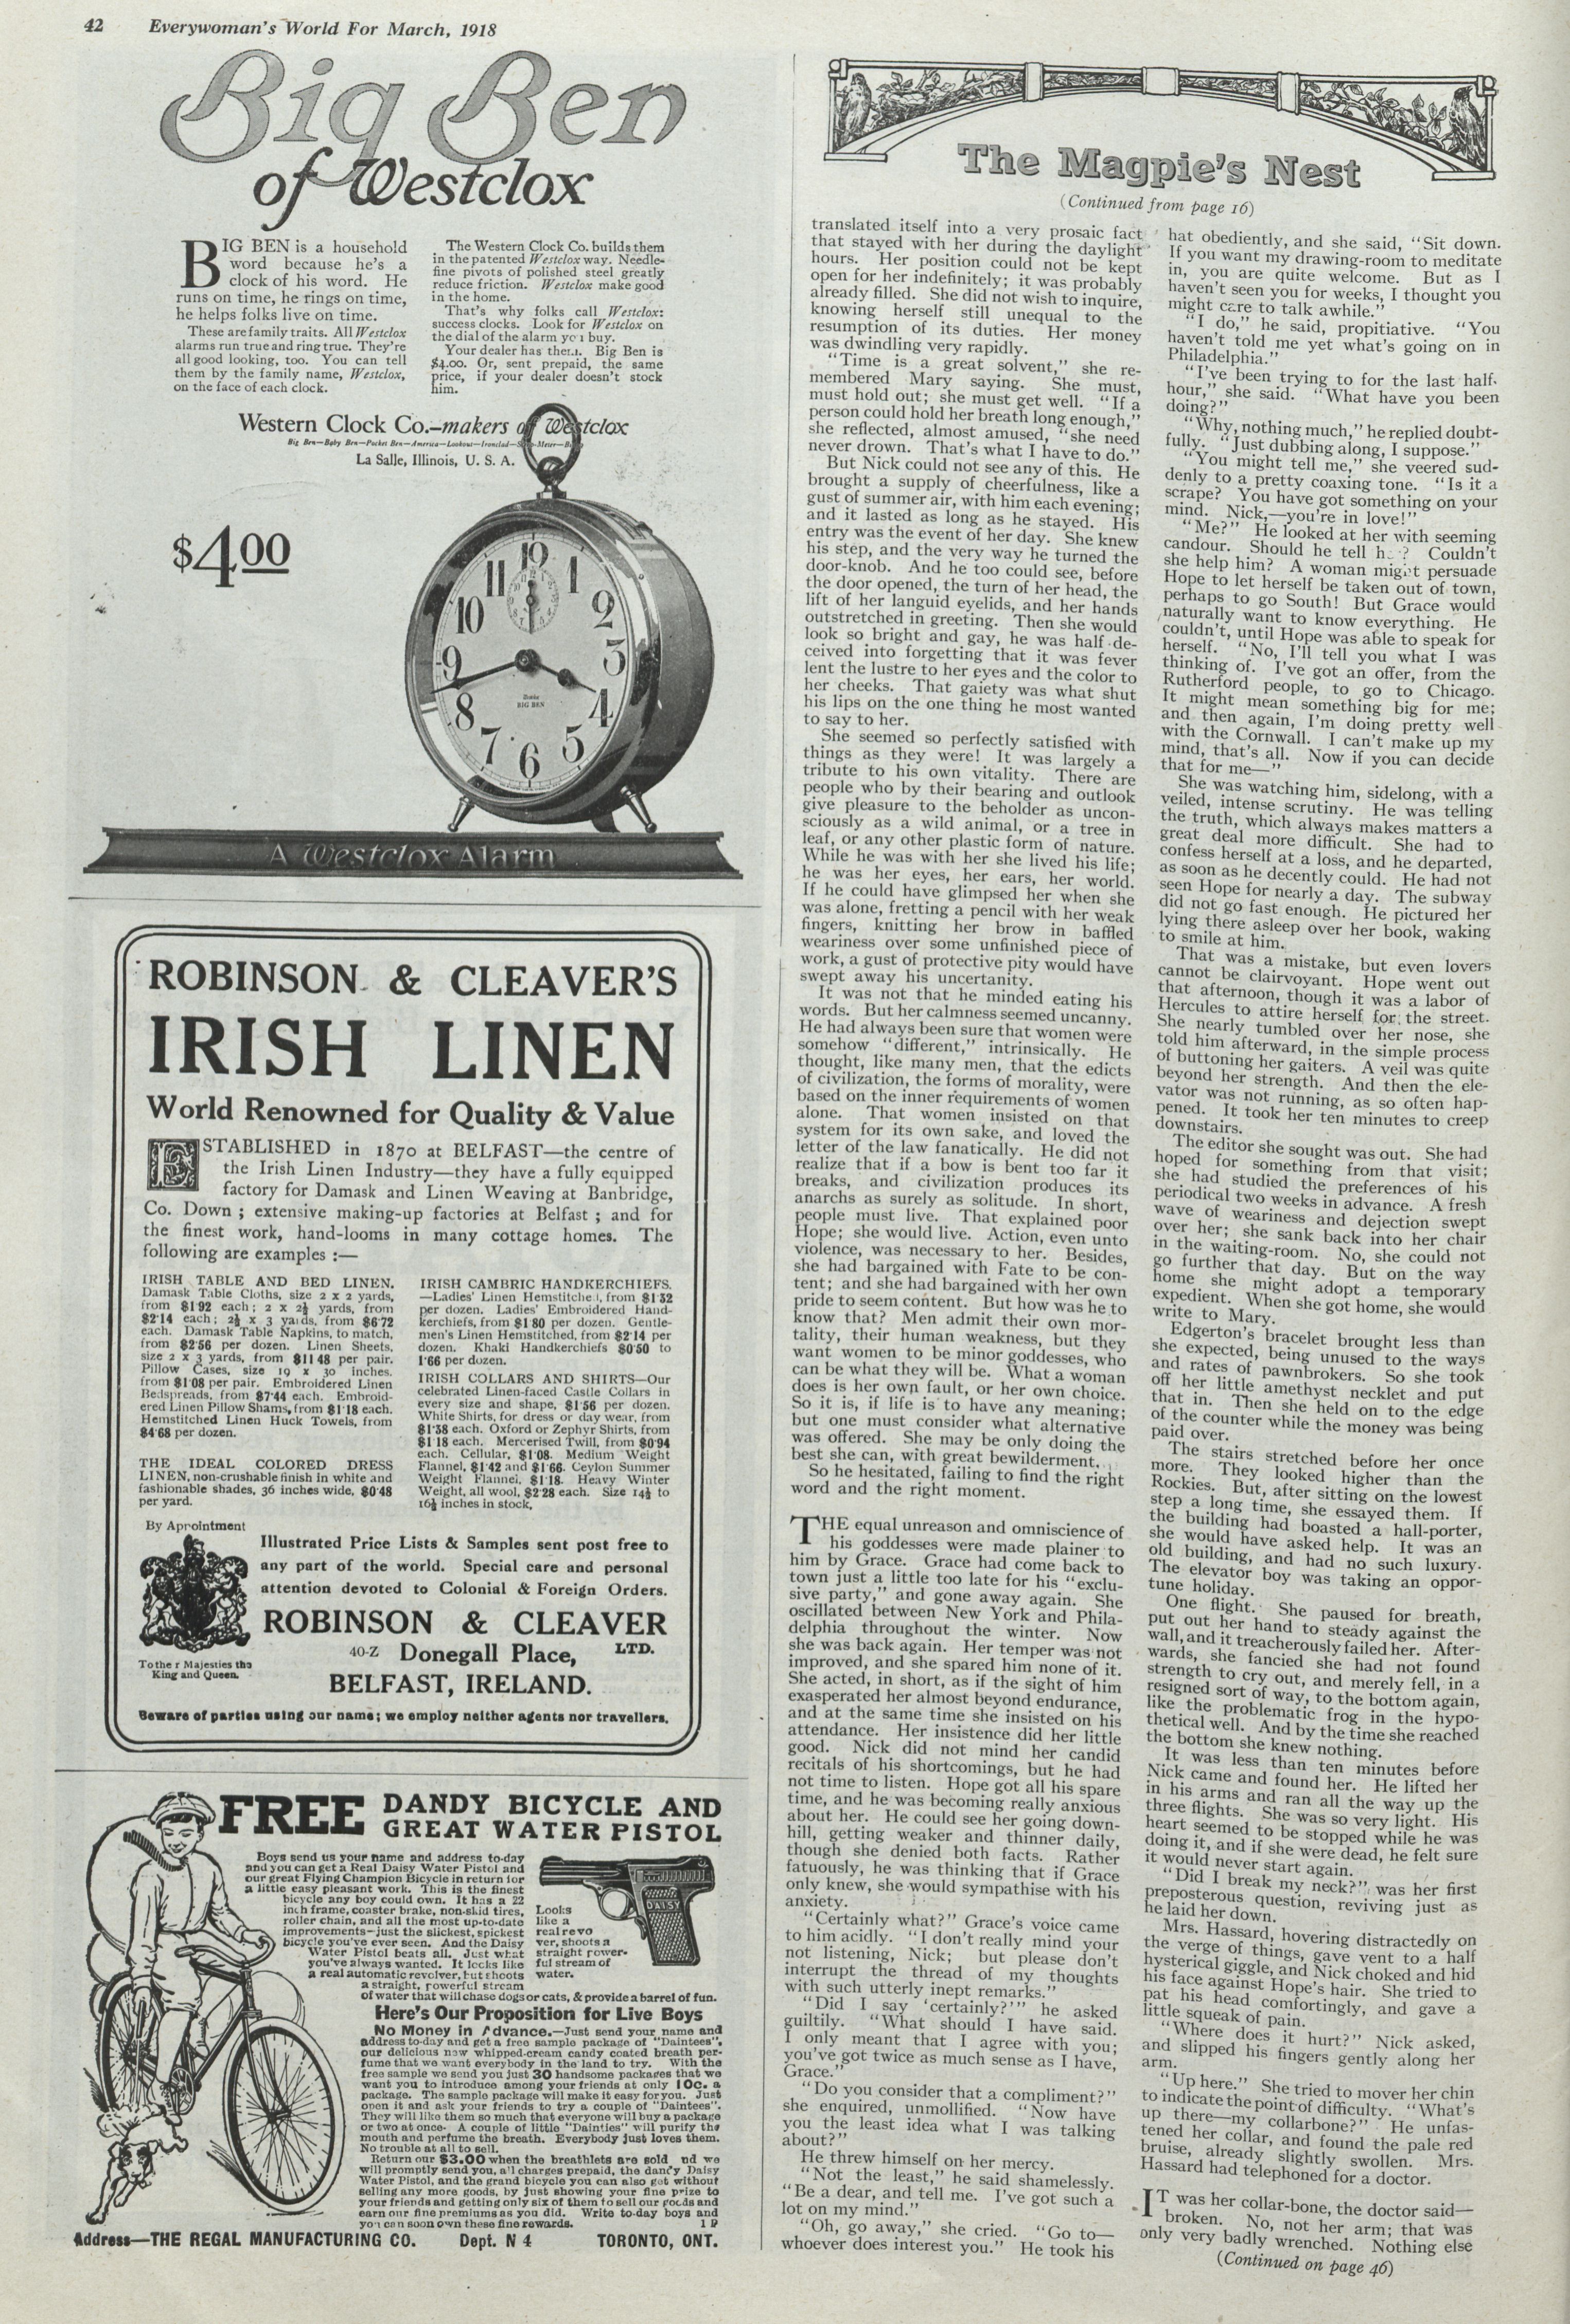 42 Everywoman's World For March, 1918
Big Ben
of Westclox
BIG BEN is a household
word because he's a
clock of his word. He
runs on time, he rings on time,
he helps folks live on time.
These are family traits. All Westclox
alarms run true and ring true. They're
all good looking, too. You can tell
them by the family name, Westclox,
on the face of each clock.
The Western Clock Co. builds them
in the patented Westclox way. Needle-
fine pivots of polished steel greatly
reduce friction. Westclox make good
in the home.
That's why folks call Westclox:
success clocks. Look for Westclox on
the dial of the alarm you buy.
Your dealer has them. Big Ben is
$4.00. Or, sent prepaid, the same
price, if your dealer doesn't stock
him.
Western Clock Co.—makers of Westclox
Big Ben—Baby Ben—Pocket Ben—America—Lookout—Ironclad—Sleep-Meter—Bingo
La Salle, Illinois, U. S. A.
$4.00
12 1 2 3 4 5 6 7 8 9 10 11
BIG BEN
A Westclox Alarm
ROBINSON & CLEAVER'S
IRISH LINEN
World Renowned for Quality & Value
ESTABLISHED in 1870 at BELFAST—the centre of
the Irish Linen Industry—they have a fully equipped
factory for Damask and Linen Weaving at Banbridge,
Co. Down ; extensive making-up factories at Belfast ; and for
the finest work, hand-looms in many cottage homes. The
following are examples :—
IRISH TABLE AND BED LINEN.
Damask Table Cloths, size 2 x 2 yards,
from $1·92 each; 2 x 2½ yards, from
$2·14 each; 2½ x 3 yards, from $6·72
each. Damask Table Napkins, to match,
from $2·56 per dozen. Linen Sheets,
size 2 x 3 yards, from $11·48 per pair.
Pillow Cases, size 19 x 30 inches.
from $1·08 per pair. Embroidered Linen
Bedspreads, from $7·44 each. Embroid-
ered Linen Pillow Shams, from $1·18 each.
Hemstitched Linen Huck Towels, from
$4·68 per dozen.
THE IDEAL COLORED DRESS
LINEN, non-crushable finish in white and
fashionable shades, 36 inches wide, $0·48
per yard.
IRISH CAMBRIC HANDKERCHIEFS.
—Ladies' Linen Hemstitched, from $1·32
per dozen. Ladies' Embroidered Hand-
kerchiefs, from $1·80 per dozen. Gentle-
men's Linen Hemstitched, from $2·14 per
dozen. Khaki Handkerchiefs $0·50 to
1·66 per dozen.
IRISH COLLARS AND SHIRTS—Our
celebrated Linen-faced Castle Collars in
every size and shape, $1·56 per dozen.
White Shirts, for dress or day wear, from
$1·38 each. Oxford or Zephyr Shirts, from
$1·18 each. Mercerised Twill, from $0·94
each. Cellular, $1·08. Medium Weight
Flannel, $1·42 and $1·66. Ceylon Summer
Weight Flannel, $1·18. Heavy Winter
Weight, all wool, $2·28 each. Size 14½ to
16½ inches in stock.
By Appointment
To their Majesties the
King and Queen.
Illustrated Price Lists & Samples sent post free to
any part of the world. Special care and personal
attention devoted to Colonial & Foreign Orders.
ROBINSON & CLEAVER
40-Z Donegall Place, LTD.
BELFAST, IRELAND.
Beware of parties using our name; we employ neither agents nor travellers.
FREE DANDY BICYCLE AND
GREAT WATER PISTOL
Boys send us your name and address to-day
and you can get a Real Daisy Water Pistol and
our great Flying Champion Bicycle in return for
a little easy pleasant work. This is the finest
bicycle any boy could own. It has a 22
inch frame, coaster brake, non-skid tires,
roller chain, and all the most up-to-date
improvements—just the slickest, spickest
bicycle you've ever seen. And the Daisy
Water Pistol beats all. Just what
you've always wanted. It looks like
a real automatic revolver, but shoots
a straight, powerful stream
of water that will chase dogs or cats, & provide a barrel of fun.
DAISY
Looks
like a
real revo
ver, shoots a
straight power-
ful stream of
water.
Here's Our Proposition for Live Boys
No Money in Advance.—Just send your name and
address to-day and get a free sample package of "Daintees".
our delicious new whipped-cream candy coated breath per-
fume that we want everybody in the land to try. With the
free sample we send you just 30 handsome packages that we
want you to introduce among your friends at only 10c. a
package. The sample package will make it easy for you. Just
open it and ask your friends to try a couple of "Daintees".
They will like them so much that everyone will buy a package
or two at once. A couple of little "Dainties" will purify the
mouth and perfume the breath. Everybody just loves them.
No trouble at all to sell.
Return our $3.00 when the breathlets are sold and we
will promptly send you, all charges prepaid, the dandy Daisy
Water Pistol, and the grand bicycle you can also get without
selling any more goods, by just showing your fine prize to
your friends and getting only six of them to sell our goods and
earn our fine premiums as you did. Write to-day boys and
you can soon own these fine rewards. 1 P
Address—THE REGAL MANUFACTURING CO. Dept. N 4 TORONTO, ONT.
The Magpie's Nest
(Continued from page 16)
translated itself into a very prosaic fact
that stayed with her during the daylight
hours. Her position could not be kept
open for her indefinitely; it was probably
already filled. She did not wish to inquire,
knowing herself still unequal to the
resumption of its duties. Her money
was dwindling very rapidly.
"Time is a great solvent," she re-
membered Mary saying. She must,
must hold out; she must get well. "If a
person could hold her breath long enough,"
she reflected, almost amused, "she need
never drown. That's what I have to do."
But Nick could not see any of this. He
brought a supply of cheerfulness, like a
gust of summer air, with him each evening;
and it lasted as long as he stayed. His
entry was the event of her day. She knew
his step, and the very way he turned the
door-knob. And he too could see, before
the door opened, the turn of her head, the
lift of her languid eyelids, and her hands
outstretched in greeting. Then she would
look so bright and gay, he was half de-
ceived into forgetting that it was fever
lent the lustre to her eyes and the color to
her cheeks. That gaiety was what shut
his lips on the one thing he most wanted
to say to her.
She seemed so perfectly satisfied with
things as they were! It was largely a
tribute to his own vitality. There are
people who by their bearing and outlook
give pleasure to the beholder as uncon-
sciously as a wild animal, or a tree in
leaf, or any other plastic form of nature.
While he was with her she lived his life;
he was her eyes, her ears, her world.
If he could have glimpsed her when she
was alone, fretting a pencil with her weak
fingers, knitting her brow in baffled
weariness over some unfinished piece of
work, a gust of protective pity would have
swept away his uncertanity.
It was not that he minded eating his
words. But her calmness seemed uncanny.
He had always been sure that women were
somehow "different," intrinsically. He
thought, like many men, that the edicts
of civilization, the forms of morality, were
based on the inner requirements of women
alone. That women insisted on that
system for its own sake, and loved the
letter of the law fanatically. He did not
realize that if a bow is bent too far it
breaks, and civilization produces its
anarchs as surely as solitude. In short,
people must live. That explained poor
Hope; she would live. Action, even unto
violence, was necessary to her. Besides,
she had bargained with Fate to be con-
tent; and she had bargained with her own
pride to seem content. But how was he to
know that? Men admit their own mor-
tality, their human weakness, but they
want women to be minor goddesses, who
can be what they will be. What a woman
does is her own fault, or her own choice.
So it is, if life is to have any meaning;
but one must consider what alternative
was offered. She may be only doing the
best she can, with great bewilderment.
So he hesitated, failing to find the right
word and the right moment.
THE equal unreason and omniscience of
his goddesses were made plainer to
him by Grace. Grace had come back to
town just a little too late for his "exclu-
sive party," and gone away again. She
oscillated between New York and Phila-
delphia throughout the winter. Now
she was back again. Her temper was not
improved, and she spared him none of it.
She acted, in short, as if the sight of him
exasperated her almost beyond endurance,
and at the same time she insisted on his
attendance. Her insistence did her little
good. Nick did not mind her candid
recitals of his shortcomings, but he had
not time to listen. Hope got all his spare
time, and he was becoming really anxious
about her. He could see her going down-
hill, getting weaker and thinner daily,
though she denied both facts. Rather
fatuously, he was thinking that if Grace
only knew, she would sympathise with his
anxiety.
"Certainly what?" Grace's voice came
to him acidly. "I don't really mind your
not listening, Nick; but please don't
interrupt the thread of my thoughts
with such utterly inept remarks."
"Did I say 'certainly?'" he asked
guiltily. "What should I have said.
I only meant that I agree with you;
you've got twice as much sense as I have,
Grace."
"Do you consider that a compliment?"
she enquired, unmollified. "Now have
you the least idea what I was talking
about?"
He threw himself on her mercy.
"Not the least," he said shamelessly.
"Be a dear, and tell me. I've got such a
lot on my mind."
"Oh, go away," she cried. "Go to—
whoever does interest you." He took his
hat obediently, and she said, "Sit down.
If you want my drawing-room to meditate
in, you are quite welcome. But as I
haven't seen you for weeks, I thought you
might care to talk awhile."
"I do," he said, propitiative. "You
haven't told me yet what's going on in
Philadelphia."
"I've been trying to for the last half-
hour," she said. "What have you been
doing?"
"Why, nothing much," he replied doubt-
fully. "Just dubbing along, I suppose."
"You might tell me," she veered sud-
denly to a pretty coaxing tone. "Is it a
scrape? You have got something on your
mind. Nick,—you're in love!"
"Me?" He looked at her with seeming
candour. Should he tell her? Couldn't
she help him? A woman might persuade
Hope to let herself be taken out of town,
perhaps to go South! But Grace would
naturally want to know everything. He
couldn't, until Hope was able to speak for
herself. "No, I'll tell you what I was
thinking of. I've got an offer, from the
Rutherford people, to go to Chicago.
It might mean something big for me;
and then again, I'm doing pretty well
with the Cornwall. I can't make up my
mind, that's all. Now if you can decide
that for me—"
She was watching him, sidelong, with a
veiled, intense scrutiny. He was telling
the truth, which always makes matters a
great deal more difficult. She had to
confess herself at a loss, and he departed,
as soon as he decently could. He had not
seen Hope for nearly a day. The subway
did not go fast enough. He pictured her
lying there asleep over her book, waking
to smile at him.
That was a mistake, but even lovers
cannot be clairvoyant. Hope went out
that afternoon, though it was a labor of
Hercules to attire herself for the street.
She nearly tumbled over her nose, she
told him afterward, in the simple process
of buttoning her gaiters. A veil was quite
beyond her strength. And then the ele-
vator was not running, as so often hap-
pened. It took her ten minutes to creep
downstairs.
The editor she sought was out. She had
hoped for something from that visit;
she had studied the preferences of his
periodical two weeks in advance. A fresh
wave of weariness and dejection swept
over her; she sank back into her chair
in the waiting-room. No, she could not
go further that day. But on the way
home she might adopt a temporary
expedient. When she got home, she would
write to Mary.
Edgerton's bracelet brought less than
she expected, being unused to the ways
and rates of pawnbrokers. So she took
off her little amethyst necklet and put
that in. Then she held on to the edge
of the counter while the money was being
paid over.
The stairs stretched before her once
more. They looked higher than the
Rockies. But, after sitting on the lowest
step a long time, she essayed them. If
the building had boasted a hall-porter,
she would have asked help. It was an
old building, and had no such luxury.
The elevator boy was taking an oppor-
tune holiday.
One flight. She paused for breath,
put out her hand to steady against the
wall, and it treacherously failed her. After-
wards, she fancied she had not found
strength to cry out, and merely fell, in a
resigned sort of way, to the bottom again,
like the problematic frog in the hypo-
thetical well. And by the time she reached
the bottom she knew nothing.
It was less than ten minutes before
Nick came and found her. He lifted her
in his arms and ran all the way up the
three flights. She was so very light. His
heart seemed to be stopped while he was
doing it, and if she were dead, he felt sure
it would never start again.
"Did I break my neck?" was her first
preposterous question, reviving just as
he laid her down.
Mrs. Hassard, hovering distractedly on
the verge of things, gave vent to a half
hysterical giggle, and Nick choked and hid
his face against Hope's hair. She tried to
pat his head comfortingly, and gave a
little squeak of pain.
"Where does it hurt?" Nick asked,
and slipped his fingers gently along her
arm.
"Up here." She tried to mover her chin
to indicate the point of difficulty. "What's
up there—my collarbone?" He unfas-
tened her collar, and found the pale red
bruise, already slightly swollen. Mrs.
Hassard had telephoned for a doctor.
IT was her collar-bone, the doctor said—
broken. No, not her arm; that was
only very badly wrenched. Nothing else
(Continued on page 46)